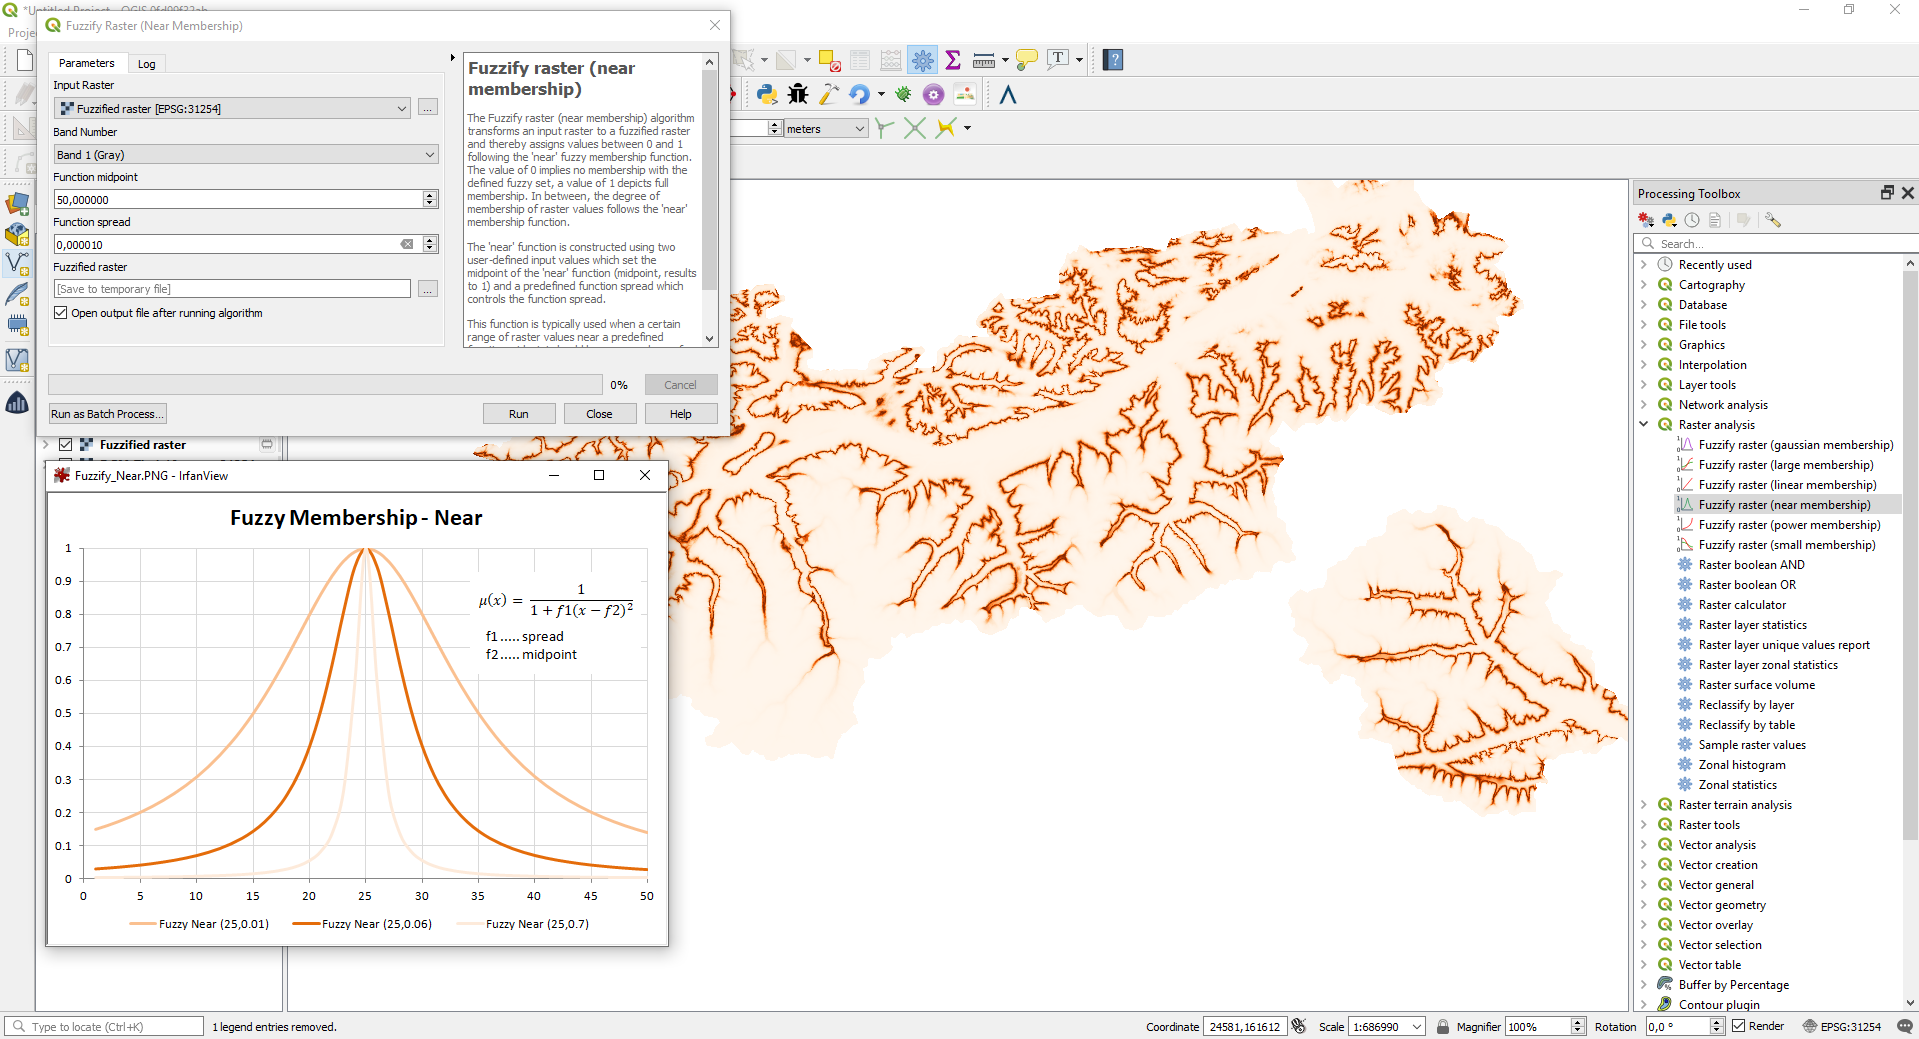 *Untitled Project - QGIS 0fd00f32ab
Proje
Fuzzify Raster (Near Membership)
Parameters
Log
Input Raster
Fuzzified raster [EPSG:31254]
...
Band Number
Band 1 (Gray)
Function midpoint
50,000000
Function spread
0,000010
Fuzzified raster
[Save to temporary file]
...
Open output file after running algorithm
Fuzzify raster (near
membership)
The Fuzzify raster (near membership) algorithm
transforms an input raster to a fuzzified raster
and thereby assigns values between 0 and 1
following the 'near' fuzzy membership function.
The value of 0 implies no membership with the
defined fuzzy set, a value of 1 depicts full
membership. In between, the degree of
membership of raster values follows the 'near'
membership function.
The 'near' function is constructed using two
user-defined input values which set the
midpoint of the 'near' function (midpoint, results
to 1) and a predefined function spread which
controls the function spread.
This function is typically used when a certain
range of raster values near a predefined
0%
Cancel
Run as Batch Process...
Run
Close
Help
meters
Fuzzified raster
Fuzzify_Near.PNG - IrfanView
Fuzzy Membership - Near
1
0.9
0.8
0.7
0.6
0.5
0.4
0.3
0.2
0.1
0
μ(x) = 1 / 1 + f1(x − f2)²
f1..... spread
f2..... midpoint
0 5 10 15 20 25 30 35 40 45 50
Fuzzy Near (25,0.01) Fuzzy Near (25,0.06) Fuzzy Near (25,0.7)
Processing Toolbox
Search...
Recently used
Cartography
Database
File tools
Graphics
Interpolation
Layer tools
Network analysis
Raster analysis
Fuzzify raster (gaussian membership)
Fuzzify raster (large membership)
Fuzzify raster (linear membership)
Fuzzify raster (near membership)
Fuzzify raster (power membership)
Fuzzify raster (small membership)
Raster boolean AND
Raster boolean OR
Raster calculator
Raster layer statistics
Raster layer unique values report
Raster layer zonal statistics
Raster surface volume
Reclassify by layer
Reclassify by table
Sample raster values
Zonal histogram
Zonal statistics
Raster terrain analysis
Raster tools
Vector analysis
Vector creation
Vector general
Vector geometry
Vector overlay
Vector selection
Vector table
Buffer by Percentage
Contour plugin
Type to locate (Ctrl+K)
1 legend entries removed.
Coordinate 24581,161612
Scale 1:686990
Magnifier 100%
Rotation 0,0 °
Render
EPSG:31254